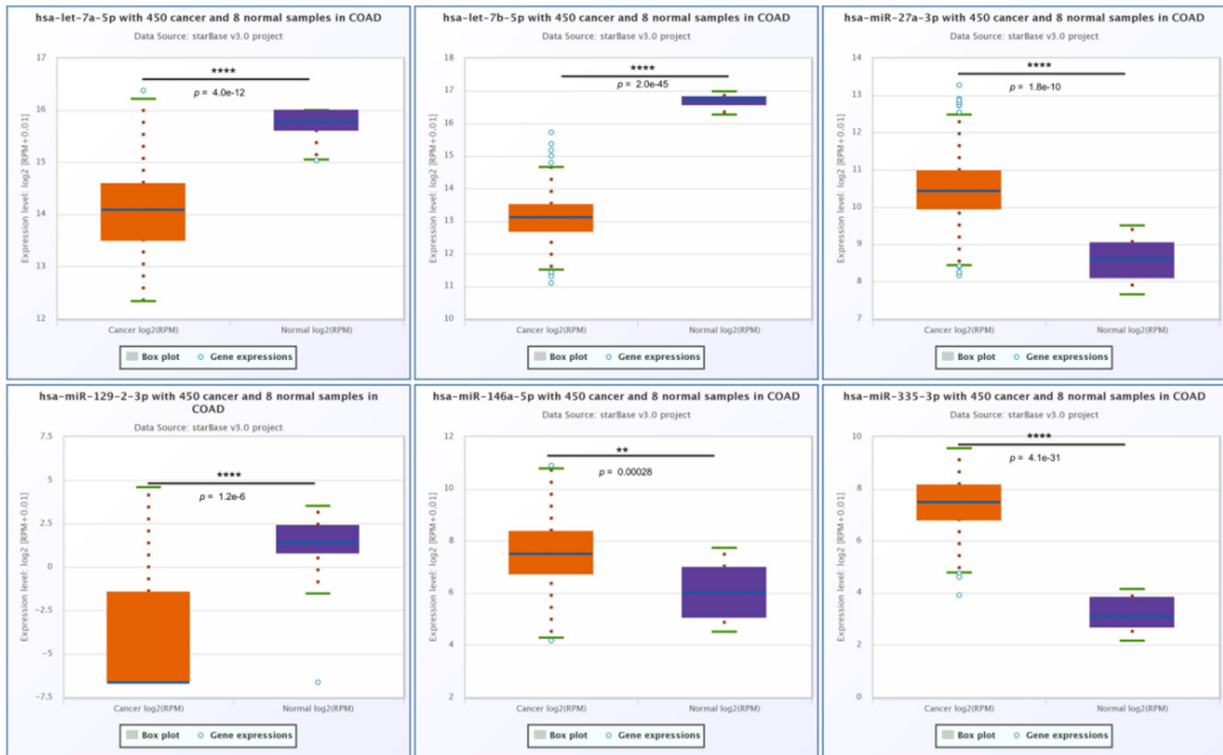 hsa-let-7a-5p with 450 cancer and 8 normal samples in COAD
Data Source: starBase v3.0 project
Expression level: log2 [RPM+0.01]
17
16
15
14
13
12
****
p = 4.0e-12
Cancer log2(RPM)
Normal log2(RPM)
Box plot
Gene expressions
hsa-let-7b-5p with 450 cancer and 8 normal samples in COAD
Data Source: starBase v3.0 project
Expression level: log2 [RPM+0.01]
18
17
16
15
14
13
12
11
10
****
p = 2.0e-45
Cancer log2(RPM)
Normal log2(RPM)
Box plot
Gene expressions
hsa-miR-27a-3p with 450 cancer and 8 normal samples in COAD
Data Source: starBase v3.0 project
Expression level: log2 [RPM+0.01]
14
13
12
11
10
9
8
7
****
p = 1.8e-10
Cancer log2(RPM)
Normal log2(RPM)
Box plot
Gene expressions
hsa-miR-129-2-3p with 450 cancer and 8 normal samples in
COAD
Data Source: starBase v3.0 project
Expression level: log2 [RPM+0.01]
7.5
5
2.5
0
−2.5
−5
−7.5
****
p = 1.2e-6
Cancer log2(RPM)
Normal log2(RPM)
Box plot
Gene expressions
hsa-miR-146a-5p with 450 cancer and 8 normal samples in COAD
Data Source: starBase v3.0 project
Expression level: log2 [RPM+0.01]
12
10
8
6
4
2
**
p = 0.00028
Cancer log2(RPM)
Normal log2(RPM)
Box plot
Gene expressions
hsa-miR-335-3p with 450 cancer and 8 normal samples in COAD
Data Source: starBase v3.0 project
Expression level: log2 [RPM+0.01]
10
8
6
4
2
0
****
p = 4.1e-31
Cancer log2(RPM)
Normal log2(RPM)
Box plot
Gene expressions